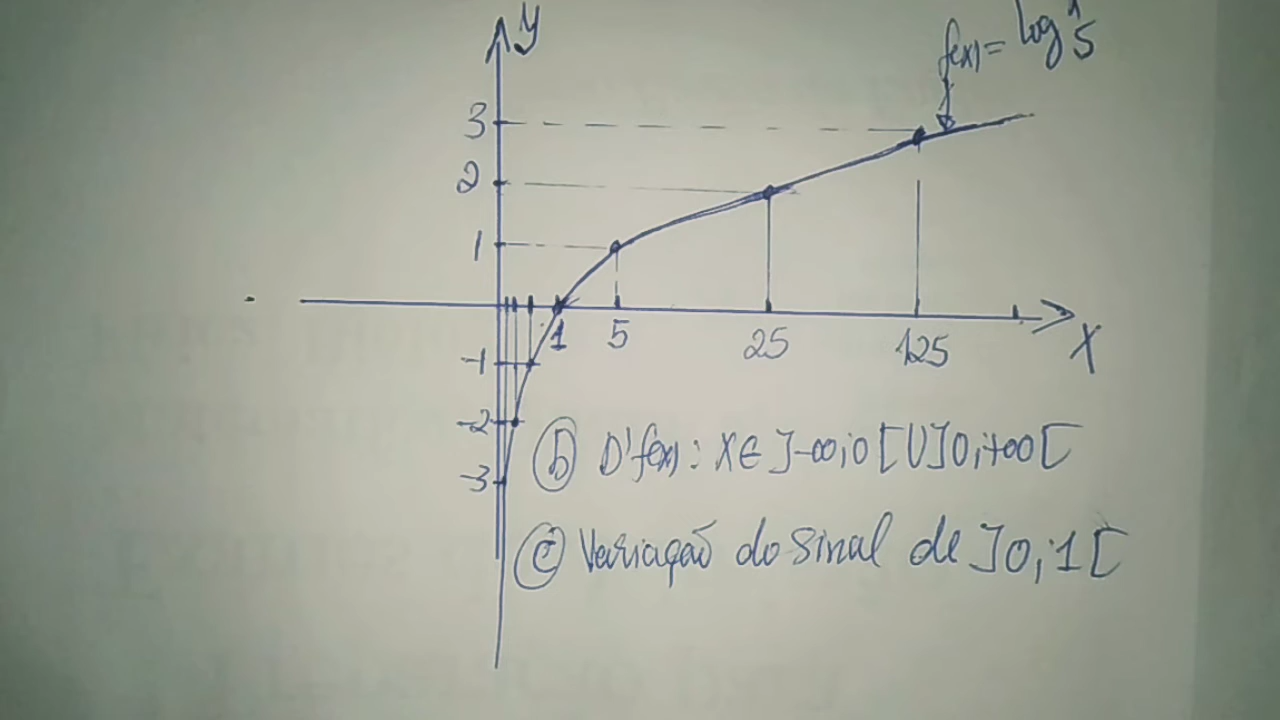 y
f(x) = log 1 5
3
2
1
1 5 25 125 X
-1
-2
-3
b D'f(x): X ∈ ]-∞; 0 [ U ] 0; +∞ [
c Variação do sinal de ]0; 1[